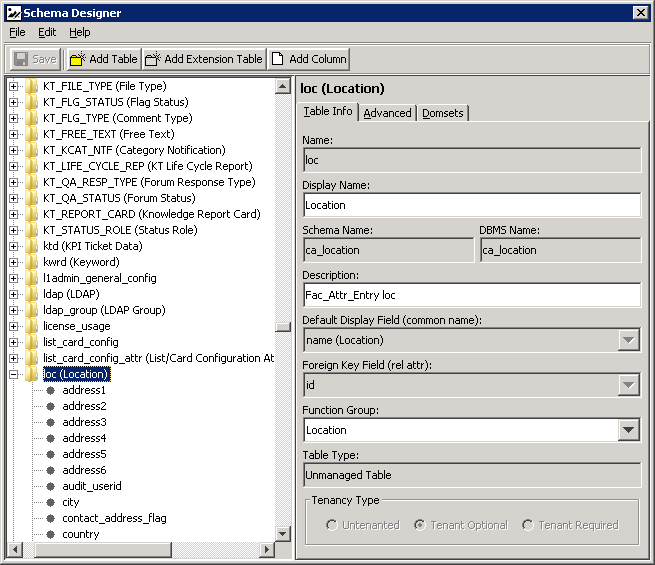 Schema Designer
File Edit Help
Save Add Table Add Extension Table Add Column
KT_FILE_TYPE (File Type)
KT_FLG_STATUS (Flag Status)
KT_FLG_TYPE (Comment Type)
KT_FREE_TEXT (Free Text)
KT_KCAT_NTF (Category Notification)
KT_LIFE_CYCLE_REP (KT Life Cycle Report)
KT_QA_RESP_TYPE (Forum Response Type)
KT_QA_STATUS (Forum Status)
KT_REPORT_CARD (Knowledge Report Card)
KT_STATUS_ROLE (Status Role)
ktd (KPI Ticket Data)
kwrd (Keyword)
l1admin_general_config
ldap (LDAP)
ldap_group (LDAP Group)
license_usage
list_card_config
list_card_config_attr (List/Card Configuration At
loc (Location)
address1
address2
address3
address4
address5
address6
audit_userid
city
contact_address_flag
country
loc (Location)
Table Info Advanced Domsets
Name:
loc
Display Name:
Location
Schema Name: DBMS Name:
ca_location ca_location
Description:
Fac_Attr_Entry loc
Default Display Field (common name):
name (Location)
Foreign Key Field (rel attr):
id
Function Group:
Location
Table Type:
Unmanaged Table
Tenancy Type
Untenanted Tenant Optional Tenant Required